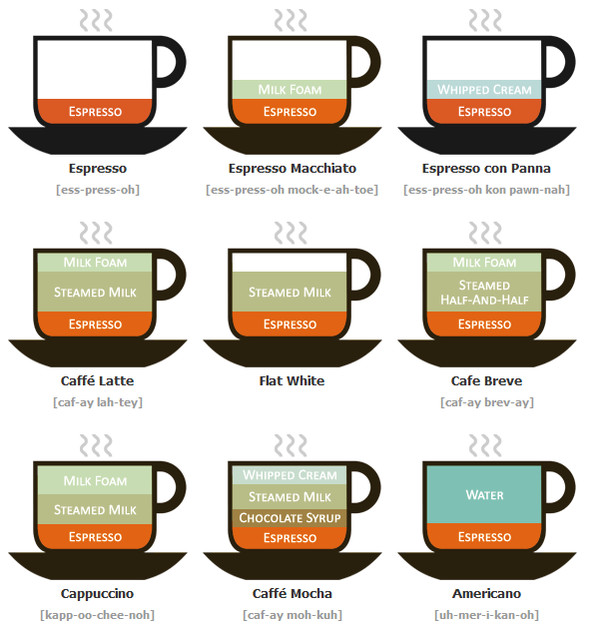 Espresso
Espresso
[ess-press-oh]
Milk Foam
Espresso
Espresso Macchiato
[ess-press-oh mock-e-ah-toe]
Whipped Cream
Espresso
Espresso con Panna
[ess-press-oh kon pawn-nah]
Milk Foam
Steamed Milk
Espresso
Caffé Latte
[caf-ay lah-tey]
Steamed Milk
Espresso
Flat White
Milk Foam
Steamed
Half-And-Half
Espresso
Cafe Breve
[caf-ay brev-ay]
Milk Foam
Steamed Milk
Espresso
Cappuccino
[kapp-oo-chee-noh]
Whipped Cream
Steamed Milk
Chocolate Syrup
Espresso
Caffé Mocha
[caf-ay moh-kuh]
Water
Espresso
Americano
[uh-mer-i-kan-oh]